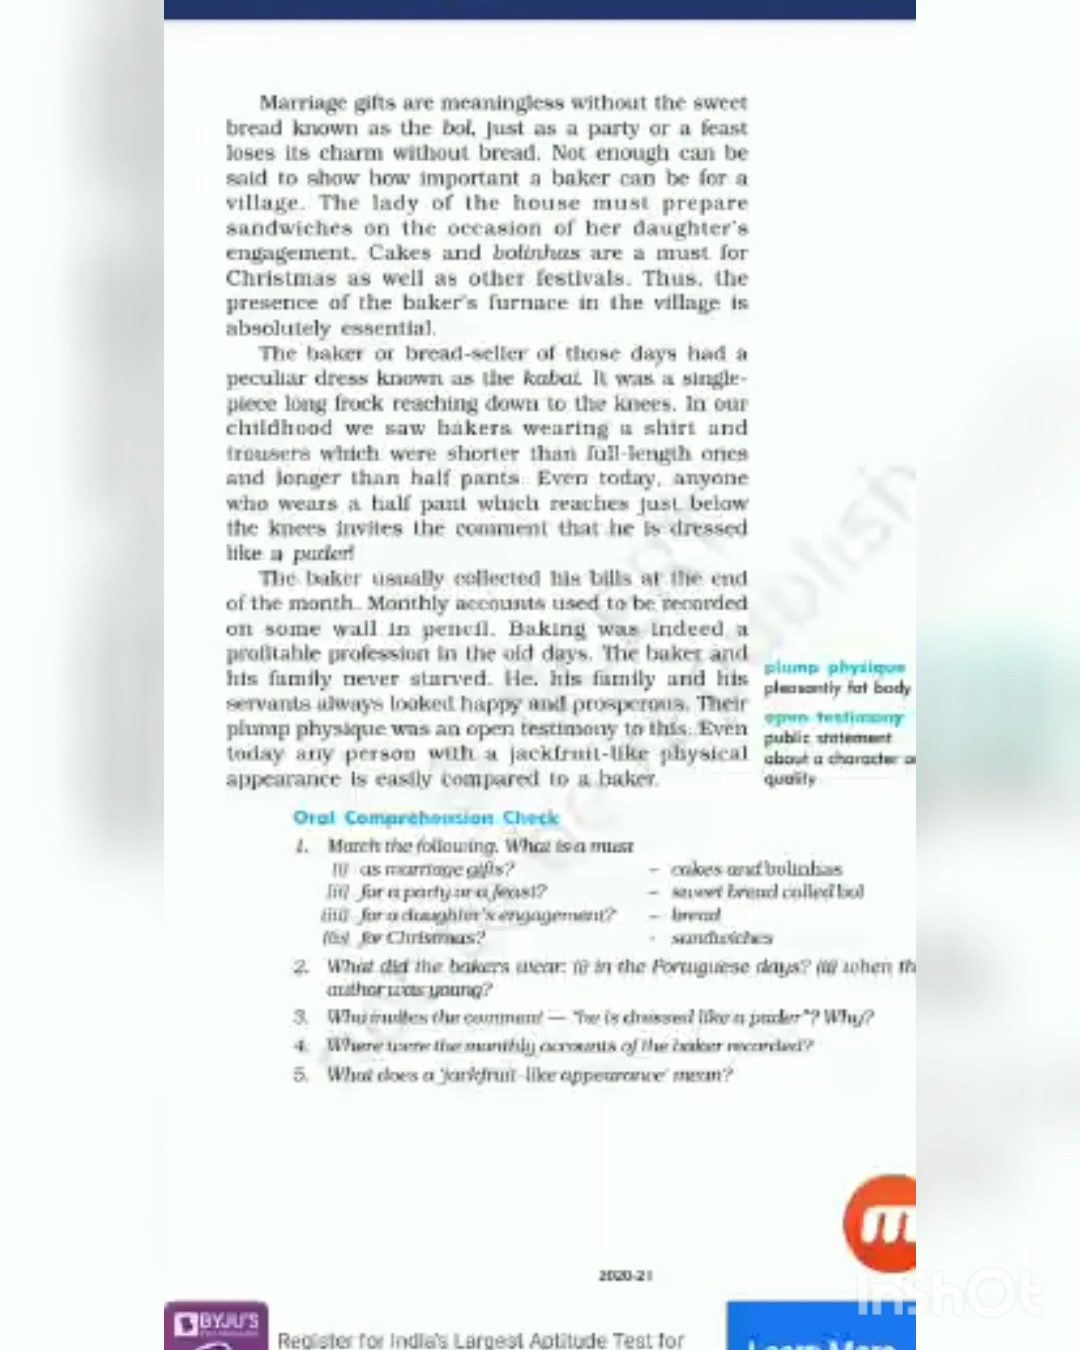 Marriage gifts are meaningless without the sweet
bread known as the bol, just as a party or a feast
loses its charm without bread. Not enough can be
said to show how important a baker can be for a
village. The lady of the house must prepare
sandwiches on the occasion of her daughter's
engagement. Cakes and bolinhas are a must for
Christmas as well as other festivals. Thus, the
presence of the baker's furnace in the village is
absolutely essential.
The baker or bread-seller of those days had a
peculiar dress known as the kabai. It was a single-
piece long frock reaching down to the knees. In our
childhood we saw bakers wearing a shirt and
trousers which were shorter than full-length ones
and longer than half pants. Even today, anyone
who wears a half pant which reaches just below
the knees invites the comment that he is dressed
like a pader!
The baker usually collected his bills at the end
of the month. Monthly accounts used to be recorded
on some wall in pencil. Baking was indeed a
profitable profession in the old days. The baker and
his family never starved. He, his family and his
servants always looked happy and prosperous. Their
plump physique was an open testimony to this. Even
today any person with a jackfruit-like physical
appearance is easily compared to a baker.
plump physique
pleasantly fat body
open testimony
public statement
about a character or
quality
Oral Comprehension Check
1. Match the following. What is a must
(i) as marriage gifts? – cakes and bolinhas
(ii) for a party or a feast? – sweet bread called bol
(iii) for a daughter's engagement? – bread
(iv) for Christmas? - sandwiches
2. What did the bakers wear: (i) in the Portuguese days? (ii) when th
author was young?
3. Who invites the comment — "he is dressed like a pader"? Why?
4. Where were the monthly accounts of the baker recorded?
5. What does a 'jackfruit-like appearance' mean?
2020-21
InShOt
BYJU'S
Register for India's Largest Aptitude Test for
Learn More